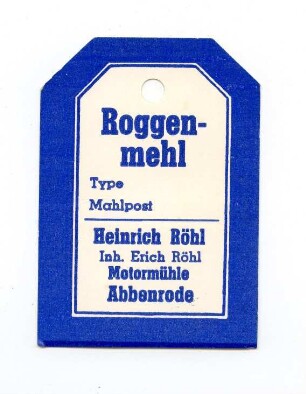 Roggen-
mehl
Type
Mahlpost
Heinrich Röhl
Inh. Erich Röhl
Motormühle
Abbenrode